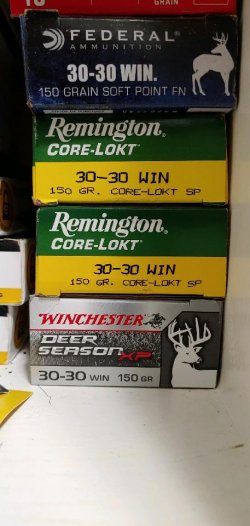 GRAIN
FEDERAL
AMMUNITION
30-30 WIN.
150 GRAIN SOFT POINT FN
Remington
CORE-LOKT
30-30 WIN
150 GR. CORE-LOKT SP
Remington
CORE-LOKT
30-30 WIN
150 GR. CORE-LOKT SP
WINCHESTER
DEER
SEASON XP
30-30 WIN 150 GR